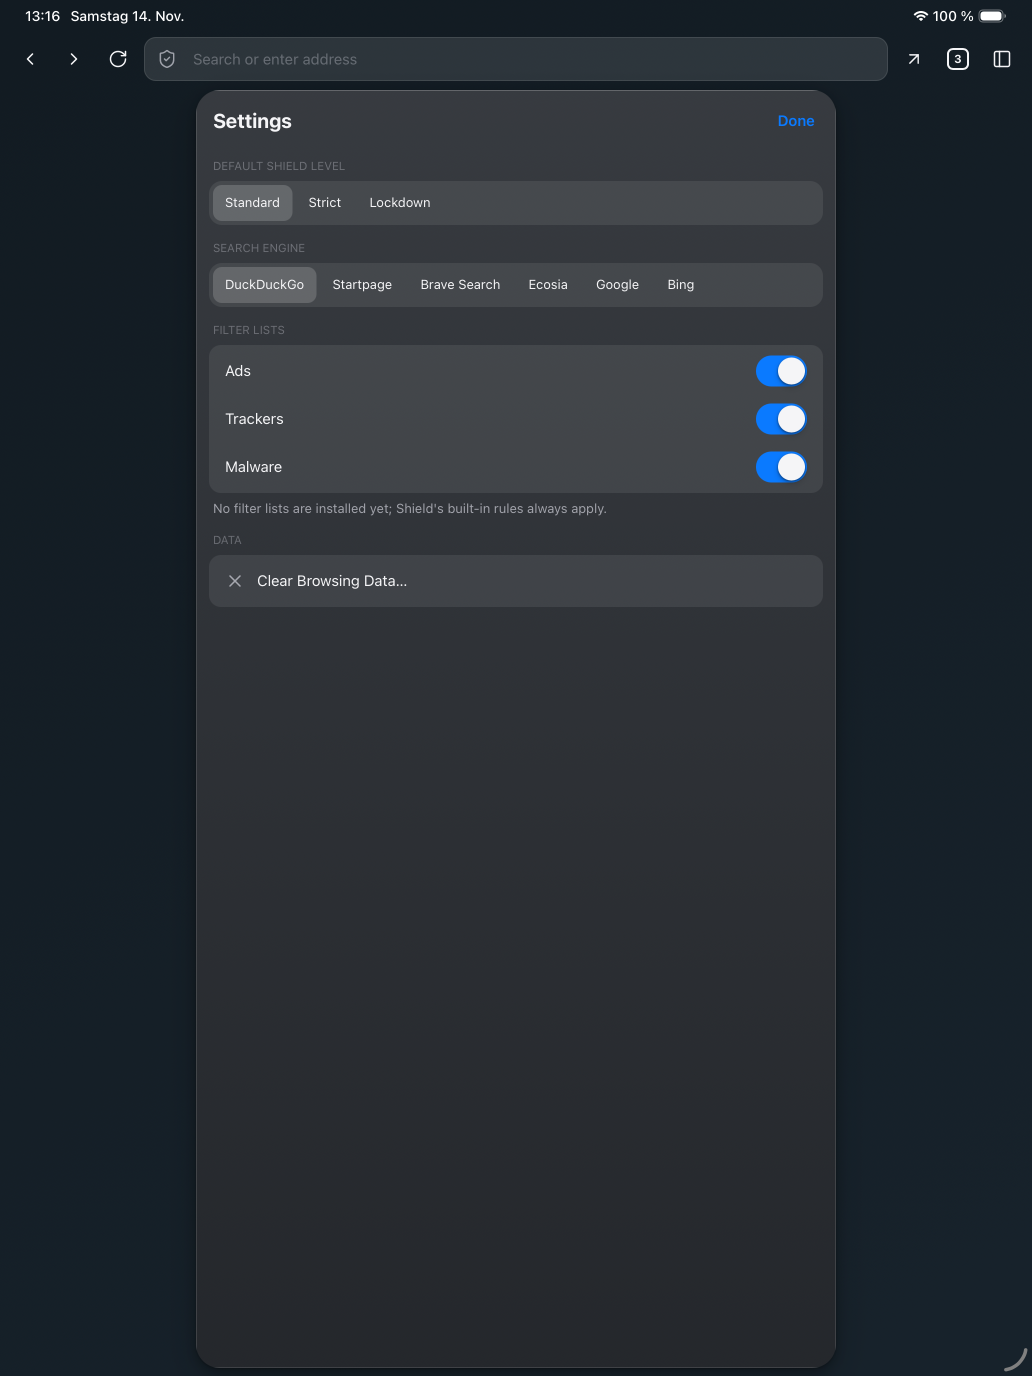 13:16 Samstag 14. Nov. 100 %
Search or enter address
3
Settings
Done
DEFAULT SHIELD LEVEL
Standard Strict Lockdown
SEARCH ENGINE
DuckDuckGo Startpage Brave Search Ecosia Google Bing
FILTER LISTS
Ads
Trackers
Malware
No filter lists are installed yet; Shield's built-in rules always apply.
DATA
Clear Browsing Data...